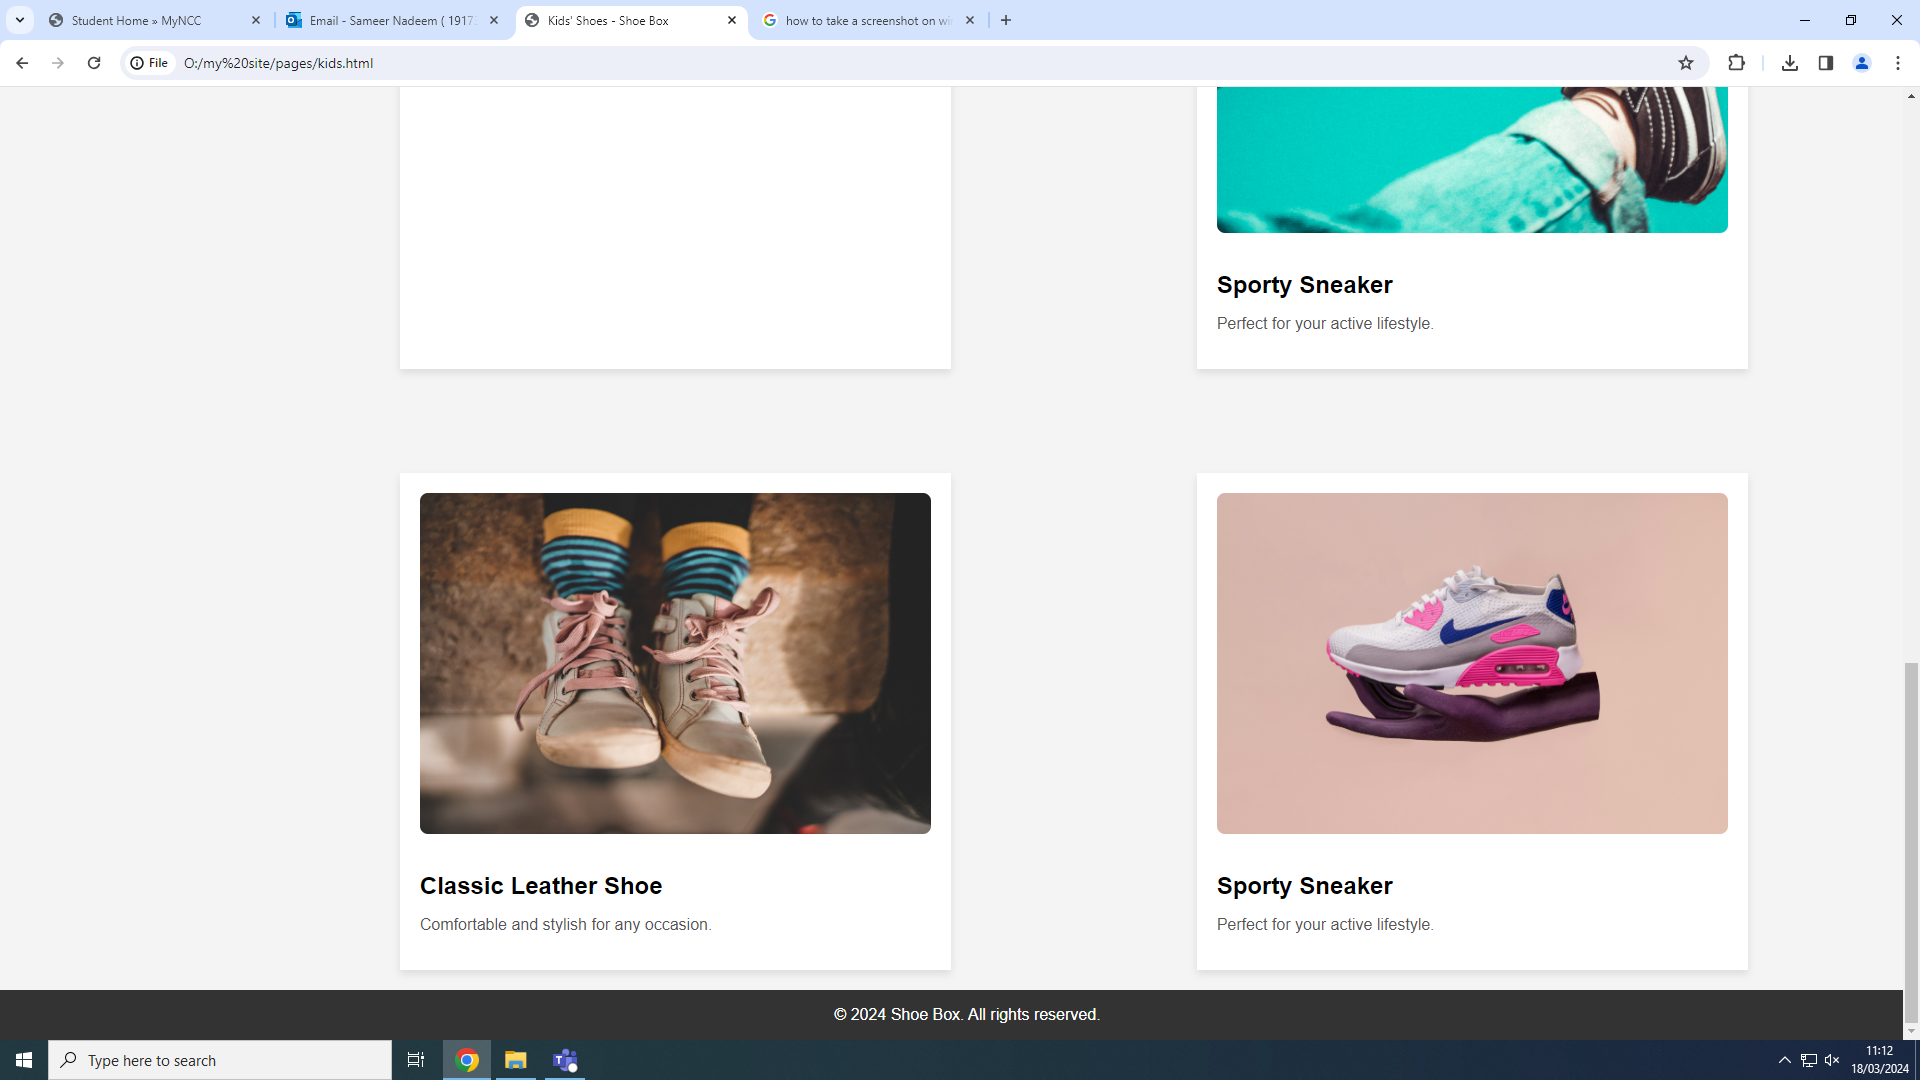 Student Home » MyNCC
Email - Sameer Nadeem ( 1917
Kids' Shoes - Shoe Box
how to take a screenshot on wi
File
O:/my%20site/pages/kids.html
Sporty Sneaker
Perfect for your active lifestyle.
Classic Leather Shoe
Comfortable and stylish for any occasion.
Sporty Sneaker
Perfect for your active lifestyle.
© 2024 Shoe Box. All rights reserved.
Type here to search
11:12
18/03/2024